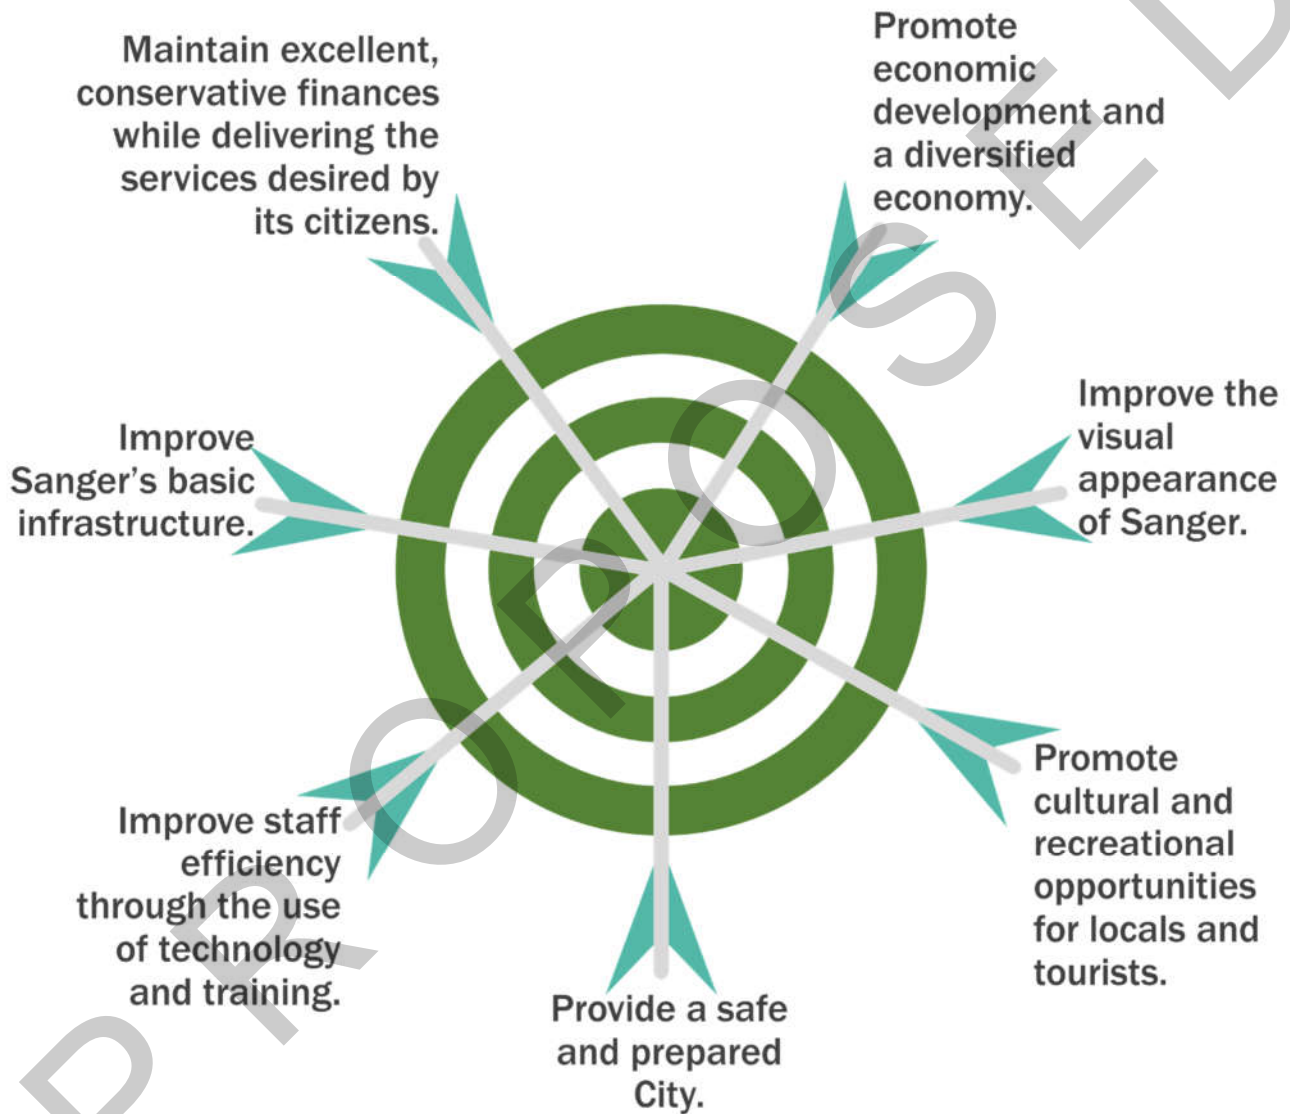 Maintain excellent,
conservative finances
while delivering the
services desired by
its citizens.
Promote
economic
development and
a diversified
economy.
Improve the
visual
appearance
of Sanger.
Promote
cultural and
recreational
opportunities
for locals and
tourists.
Provide a safe
and prepared
City.
Improve staff
efficiency
through the use
of technology
and training.
Improve
Sanger's basic
infrastructure.
PROPOSED